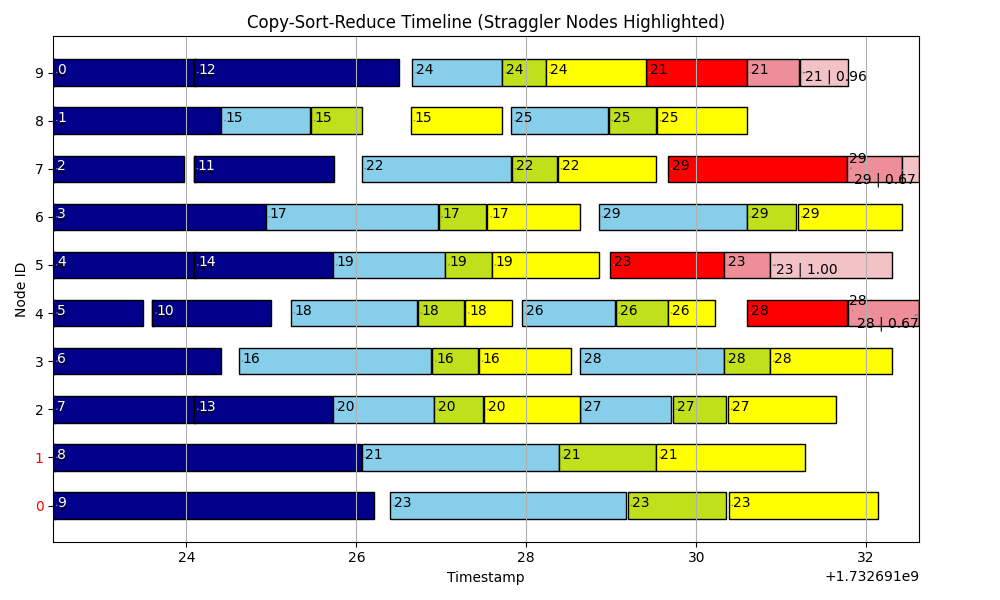 Copy-Sort-Reduce Timeline (Straggler Nodes Highlighted)
9 0 12 24 24 24 21 21 21 | 0.96
8 1 15 15 15 25 25 25
7 2 11 22 22 22 29 29 29 | 0.67
6 3 17 17 17 29 29 29
5 4 14 19 19 19 23 23 23 | 1.00
4 5 10 18 18 18 26 26 26 28 28 28 | 0.67
3 6 16 16 16 28 28 28
2 7 13 20 20 20 27 27 27
1 8 21 21 21
0 9 23 23 23
Node ID
24 26 28 30 32
Timestamp
+1.732691e9